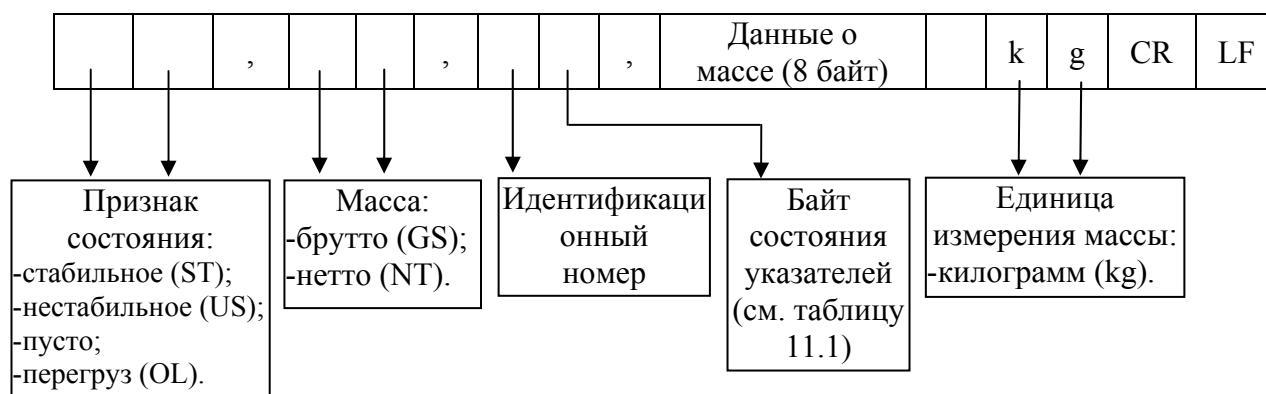 , , , Данные о
массе (8 байт) k g CR LF
Признак
состояния:
-стабильное (ST);
-нестабильное (US);
-пусто;
-перегруз (OL).
Масса:
-брутто (GS);
-нетто (NT).
Идентификаци
онный
номер
Байт
состояния
указателей
(см. таблицу
11.1)
Единица
измерения массы:
-килограмм (kg).